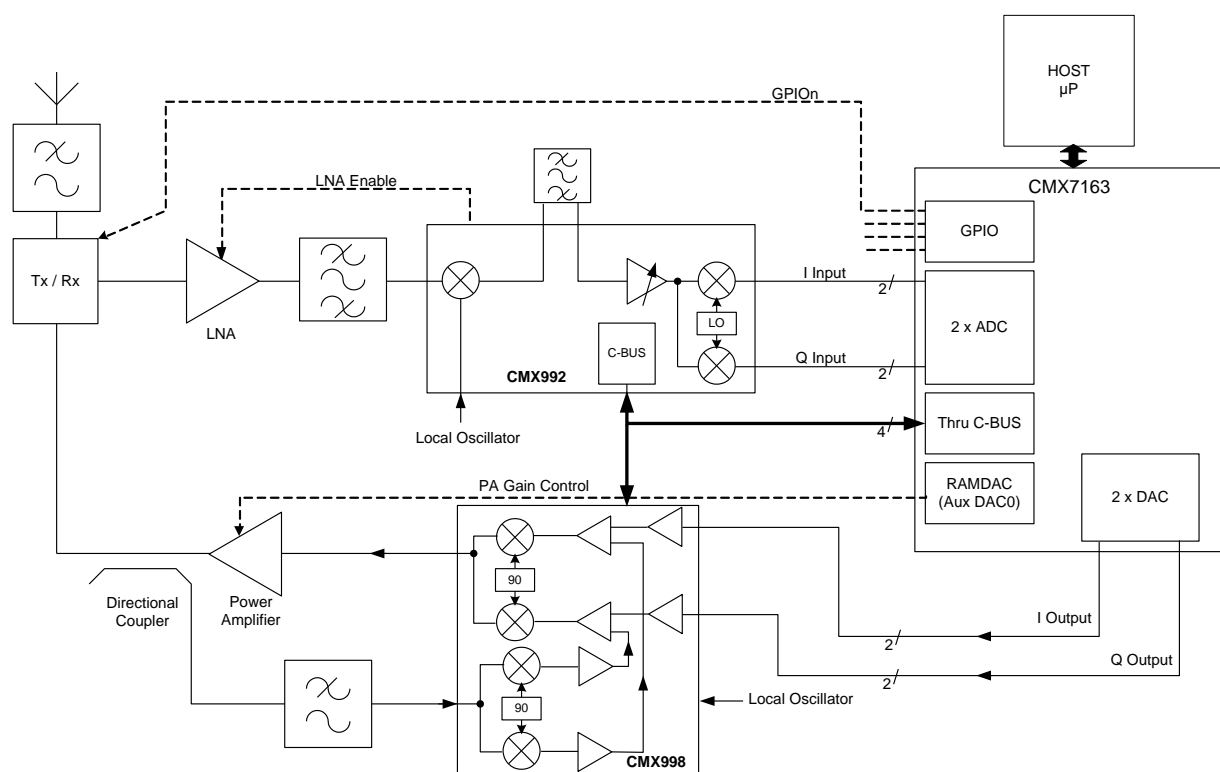 HOST
µP
GPIOn
CMX7163
LNA Enable
GPIO
Tx / Rx
I Input
2
LNA
LO
2 x ADC
C-BUS
Q Input
CMX992
2
Local Oscillator
4
Thru C-BUS
PA Gain Control
RAMDAC
(Aux DAC0)
2 x DAC
90
Directional
Coupler
Power
Amplifier
I Output
2
Q Output
2
90
Local Oscillator
CMX998